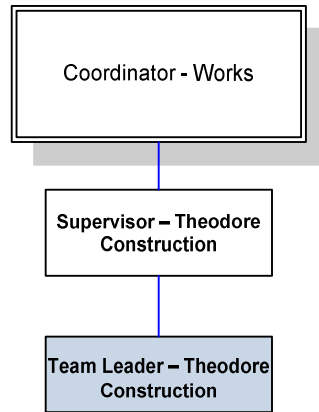 Coordinator - Works
Supervisor – Theodore
Construction
Team Leader – Theodore
Construction